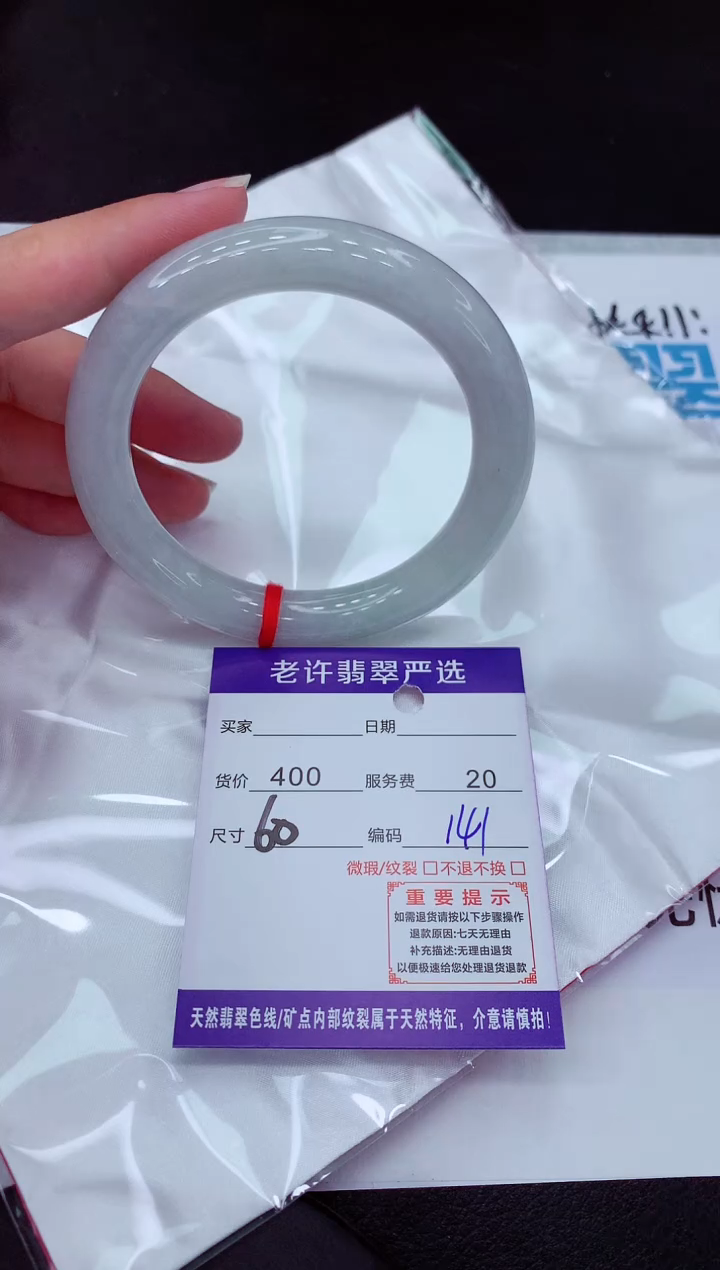 老许翡翠严选
买家 日期
货价 400 服务费 20
尺寸 60 编码 141
微瑕/纹裂 □ 不退不换 □
重要提示
如需退货请按以下步骤操作
退款原因:七天无理由
补充描述:无理由退货
以便极速给您处理退货退款
天然翡翠色线/矿点内部纹裂属于天然特征，介意请慎拍!